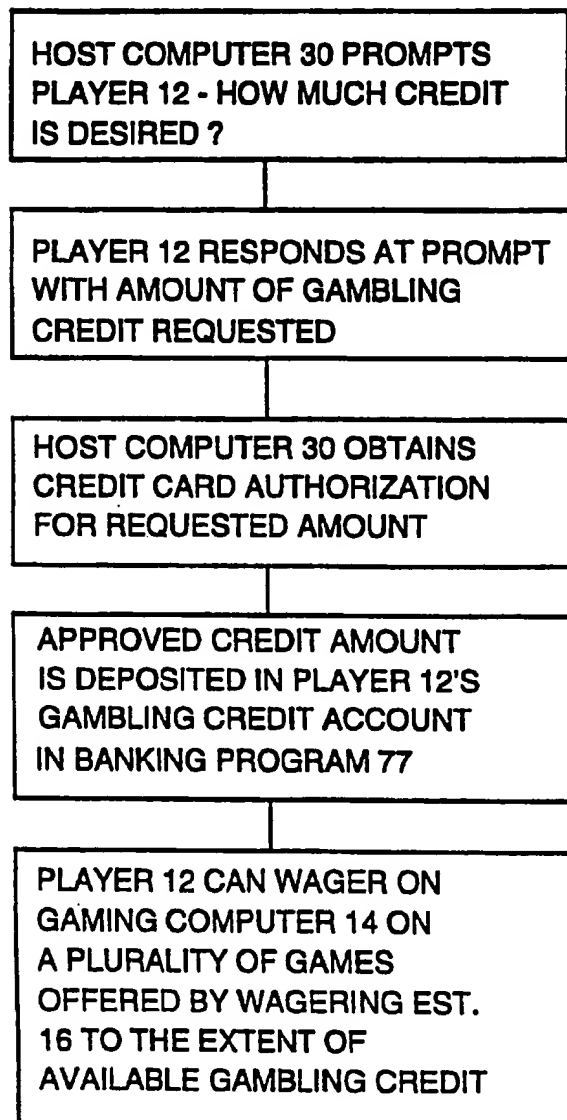 HOST COMPUTER 30 PROMPTS
PLAYER 12 - HOW MUCH CREDIT
IS DESIRED ?
PLAYER 12 RESPONDS AT PROMPT
WITH AMOUNT OF GAMBLING
CREDIT REQUESTED
HOST COMPUTER 30 OBTAINS
CREDIT CARD AUTHORIZATION
FOR REQUESTED AMOUNT
APPROVED CREDIT AMOUNT
IS DEPOSITED IN PLAYER 12'S
GAMBLING CREDIT ACCOUNT
IN BANKING PROGRAM 77
PLAYER 12 CAN WAGER ON
GAMING COMPUTER 14 ON
A PLURALITY OF GAMES
OFFERED BY WAGERING EST.
16 TO THE EXTENT OF
AVAILABLE GAMBLING CREDIT